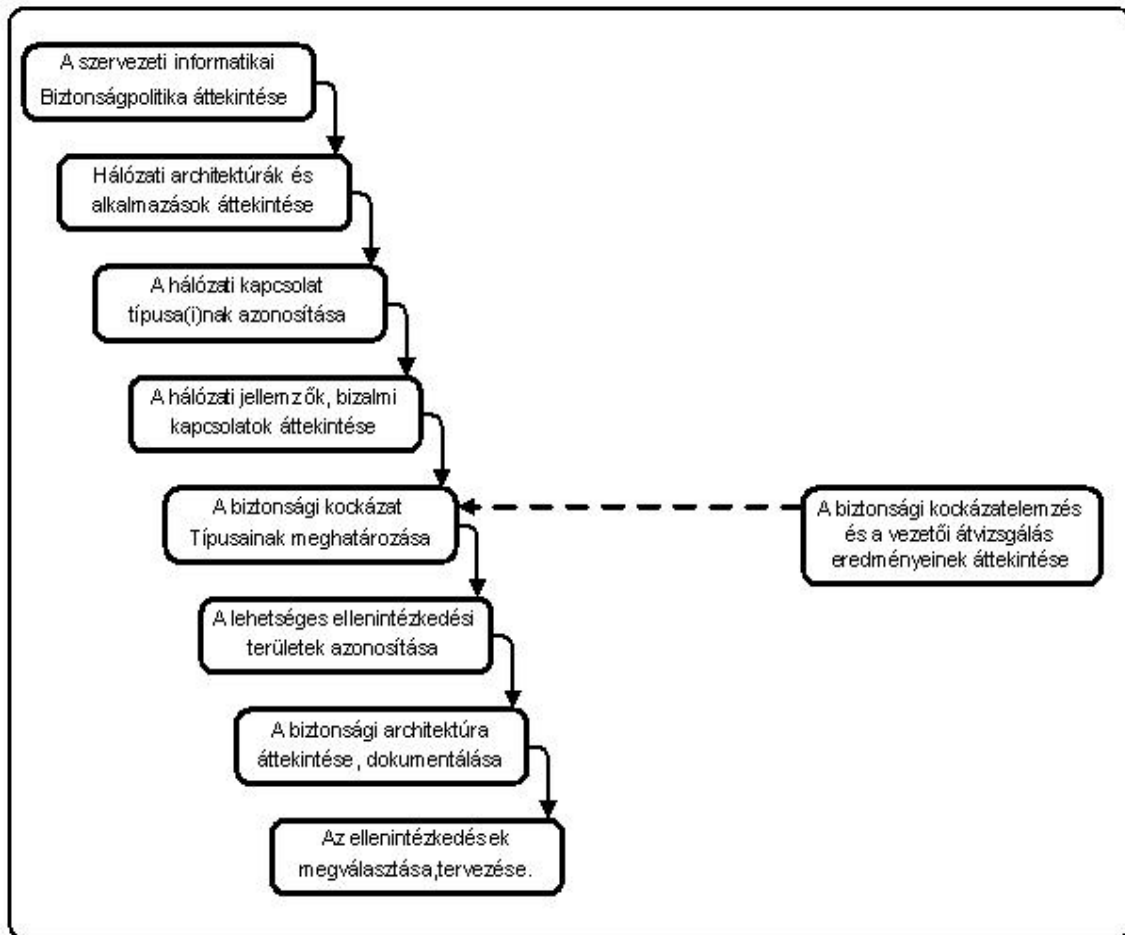 A szervezeti informatikai
Biztonságpolitika áttekintése
Hálózati architektúrák és
alkalmazások áttekintése
A hálózati kapcsolat
típusa(i)nak azonosítása
A hálózati jellemzők, bizalmi
kapcsolatok áttekintése
A biztonsági kockázat
Típusainak meghatározása
A biztonsági kockázatelemzés
és a vezetői átvizsgálás
eredményeinek áttekintése
A lehetséges ellenintézkedési
területek azonosítása
A biztonsági architektúra
áttekintése, dokumentálása
Az ellenintézkedések
megválasztása,tervezése.